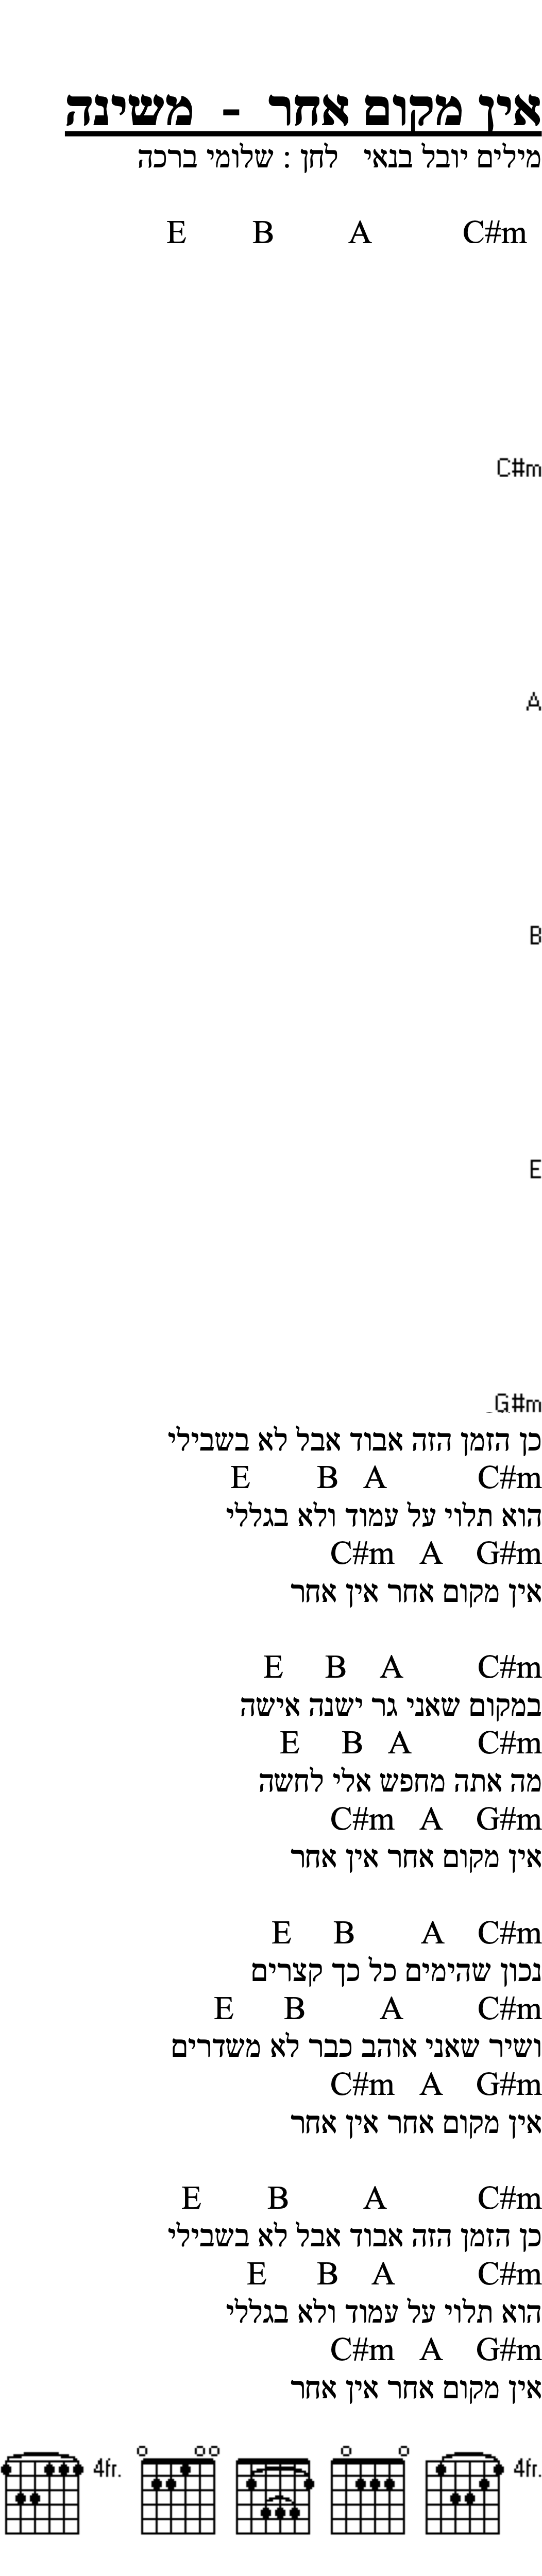 אין מקום אחר - משינה
מילים יובל בנאי לחן : שלומי ברכה
C#m A B E
C#m
A
B
E
G#m
כן הזמן הזה אבוד אבל לא בשבילי
C#m A B E
הוא תלוי על עמוד ולא בגללי
G#m A C#m
אין מקום אחר אין אחר
C#m A B E
במקום שאני גר ישנה אישה
C#m A B E
מה אתה מחפש אלי לחשה
G#m A C#m
אין מקום אחר אין אחר
C#m A B E
נכון שהימים כל כך קצרים
C#m A B E
ושיר שאני אוהב כבר לא משדרים
G#m A C#m
אין מקום אחר אין אחר
C#m A B E
כן הזמן הזה אבוד אבל לא בשבילי
C#m A B E
הוא תלוי על עמוד ולא בגללי
G#m A C#m
אין מקום אחר אין אחר
4fr. 4fr.